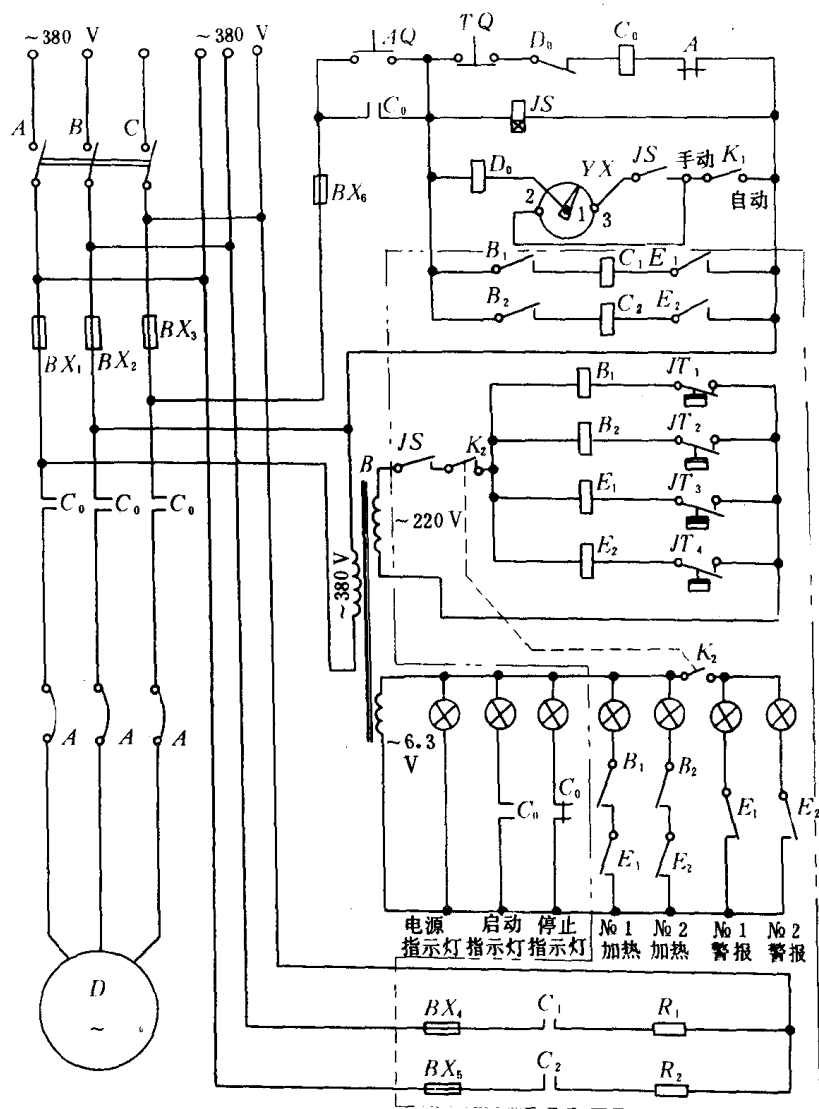 ~380 V
A
B
C
BX₁
BX₂
BX₃
BX₆
AQ
TQ
D₀
C₀
A
C₀
JS
D₀
YX
JS
手动
K₁
自动
2
1
3
B₁
C₁
E₁
B₂
C₂
E₂
B₁
JT₁
B₂
JT₂
E₁
JT₃
E₂
JT₄
B
JS
K₂
~220 V
~380 V
C₀
C₀
C₀
A
A
A
D
~
K₂
~6.3
V
C₀
C₀
B₁
B₂
E₁
E₂
E₁
E₂
电源
指示灯
启动
指示灯
停止
指示灯
№1
加热
№2
加热
№1
警报
№2
警报
BX₄
C₁
R₁
BX₅
C₂
R₂